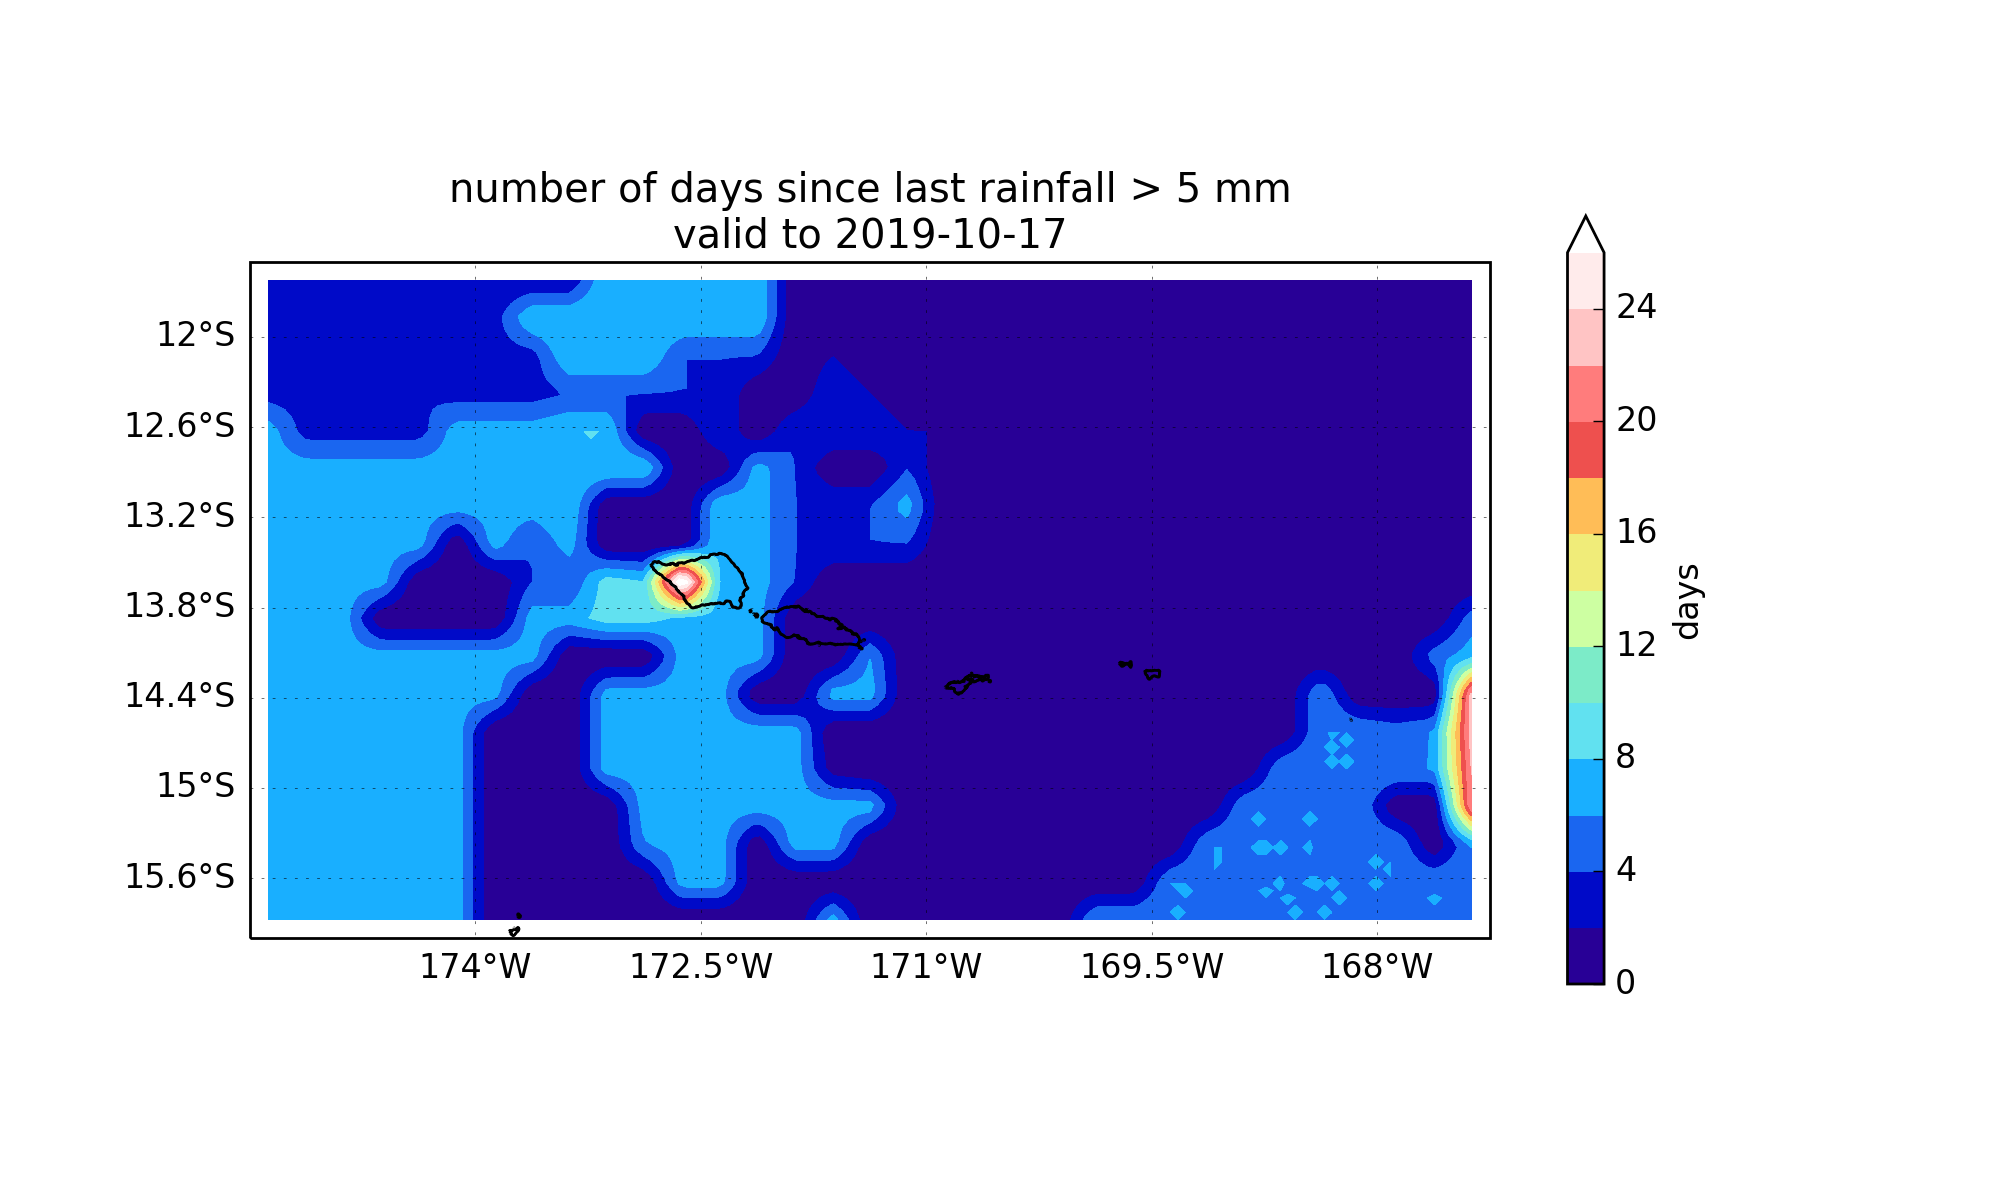 number of days since last rainfall > 5 mm
valid to 2019-10-17
12°S
12.6°S
13.2°S
13.8°S
14.4°S
15°S
15.6°S
174°W
172.5°W
171°W
169.5°W
168°W
24
20
16
12
8
4
0
days